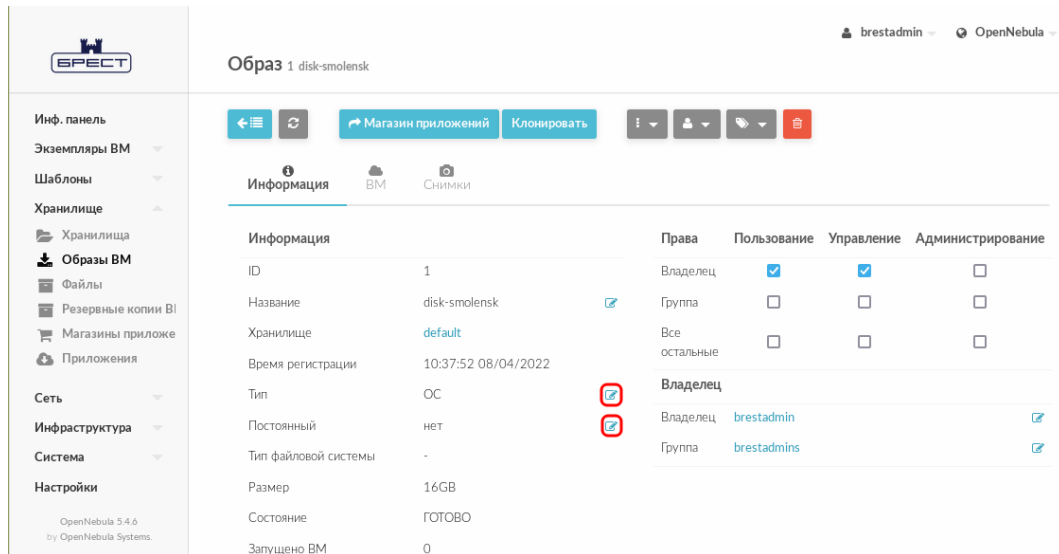 brestadmin OpenNebula
БРЕСТ
Образ 1 disk-smolensk
Инф. панель
Экземпляры ВМ
Шаблоны
Хранилище
Хранилища
Образы ВМ
Файлы
Резервные копии ВМ
Магазины приложе
Приложения
Сеть
Инфраструктура
Система
Настройки
OpenNebula 5.4.6
by OpenNebula Systems.
Магазин приложений Клонировать
Информация ВМ Снимки
Информация
ID 1
Название disk-smolensk
Хранилище default
Время регистрации 10:37:52 08/04/2022
Тип ОС
Постоянный нет
Тип файловой системы -
Размер 16GB
Состояние ГОТОВО
Запущено ВМ 0
Права Пользование Управление Администрирование
Владелец
Группа
Все
остальные
Владелец
Владелец brestadmin
Группа brestadmins